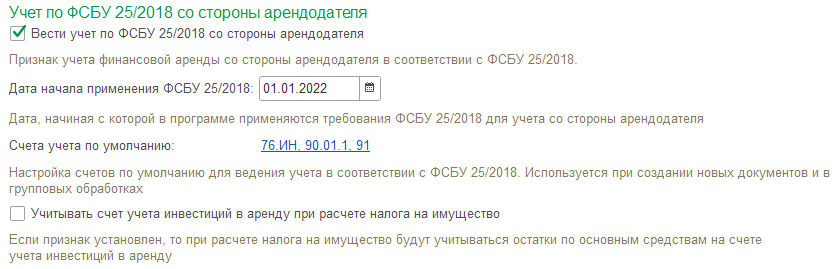 Учет по ФСБУ 25/2018 со стороны арендодателя
Вести учет по ФСБУ 25/2018 со стороны арендодателя
Признак учета финансовой аренды со стороны арендодателя в соответствии с ФСБУ 25/2018.
Дата начала применения ФСБУ 25/2018: 01.01.2022
Дата, начиная с которой в программе применяются требования ФСБУ 25/2018 для учета со стороны арендодателя
Счета учета по умолчанию: 76.ИН, 90.01.1, 91
Настройка счетов по умолчанию для ведения учета в соответствии с ФСБУ 25/2018. Используется при создании новых документов и в
групповых обработках
Учитывать счет учета инвестиций в аренду при расчете налога на имущество
Если признак установлен, то при расчете налога на имущество будут учитываться остатки по основным средствам на счете
учета инвестиций в аренду